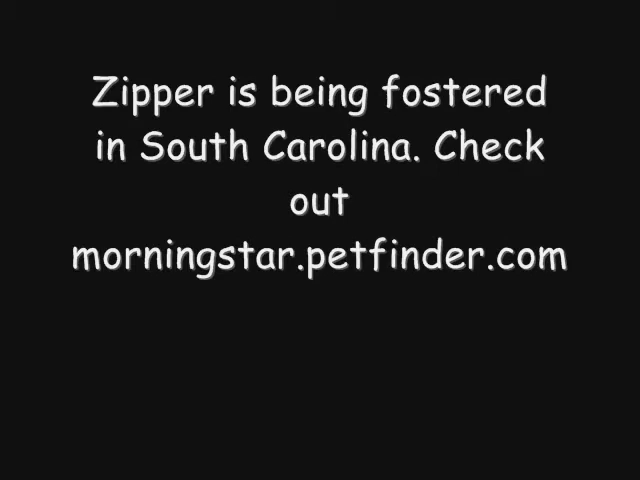 Zipper is being fostered
in South Carolina. Check
out
morningstar.petfinder.com